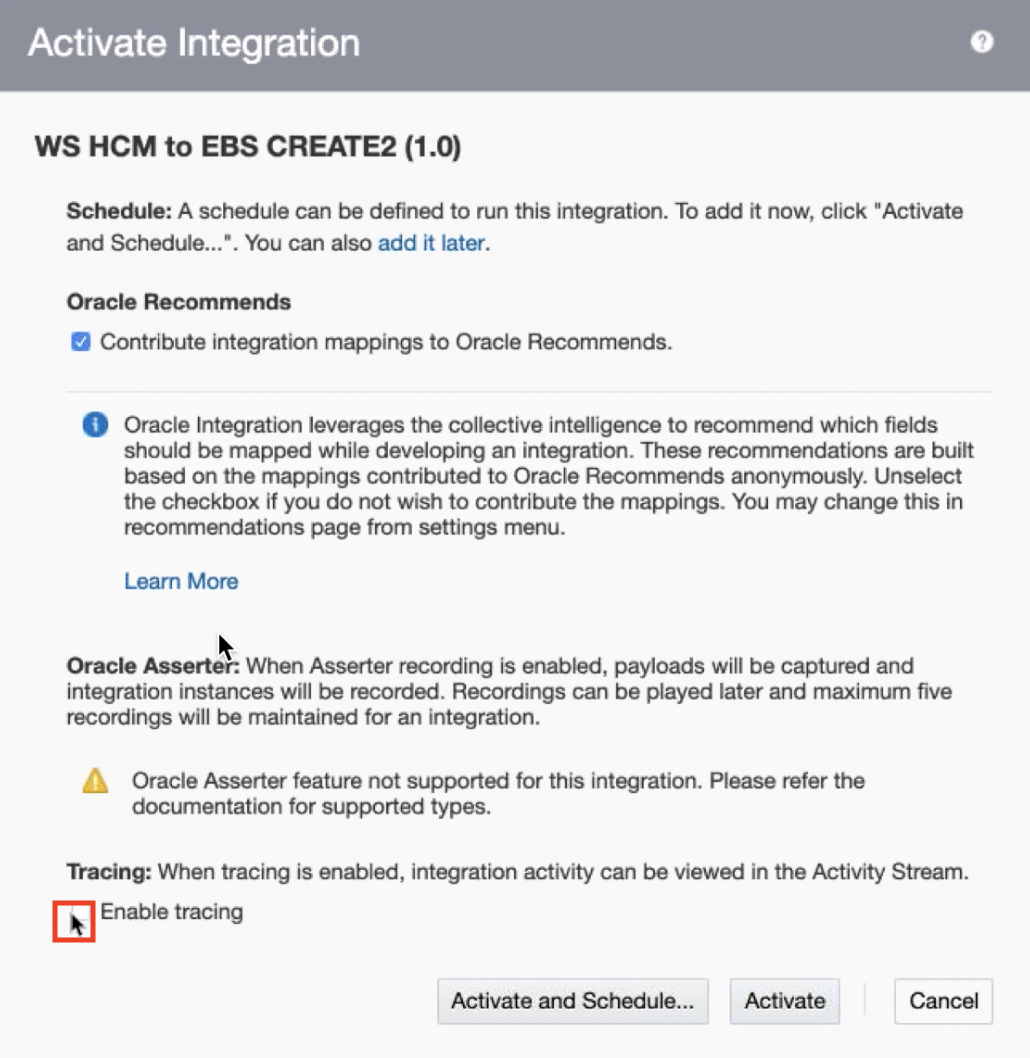 Activate Integration
?
WS HCM to EBS CREATE2 (1.0)
Schedule: A schedule can be defined to run this integration. To add it now, click "Activate
and Schedule...". You can also add it later.
Oracle Recommends
Contribute integration mappings to Oracle Recommends.
i
Oracle Integration leverages the collective intelligence to recommend which fields
should be mapped while developing an integration. These recommendations are built
based on the mappings contributed to Oracle Recommends anonymously. Unselect
the checkbox if you do not wish to contribute the mappings. You may change this in
recommendations page from settings menu.
Learn More
Oracle Asserter: When Asserter recording is enabled, payloads will be captured and
integration instances will be recorded. Recordings can be played later and maximum five
recordings will be maintained for an integration.
Oracle Asserter feature not supported for this integration. Please refer the
documentation for supported types.
Tracing: When tracing is enabled, integration activity can be viewed in the Activity Stream.
Enable tracing
Activate and Schedule... Activate Cancel